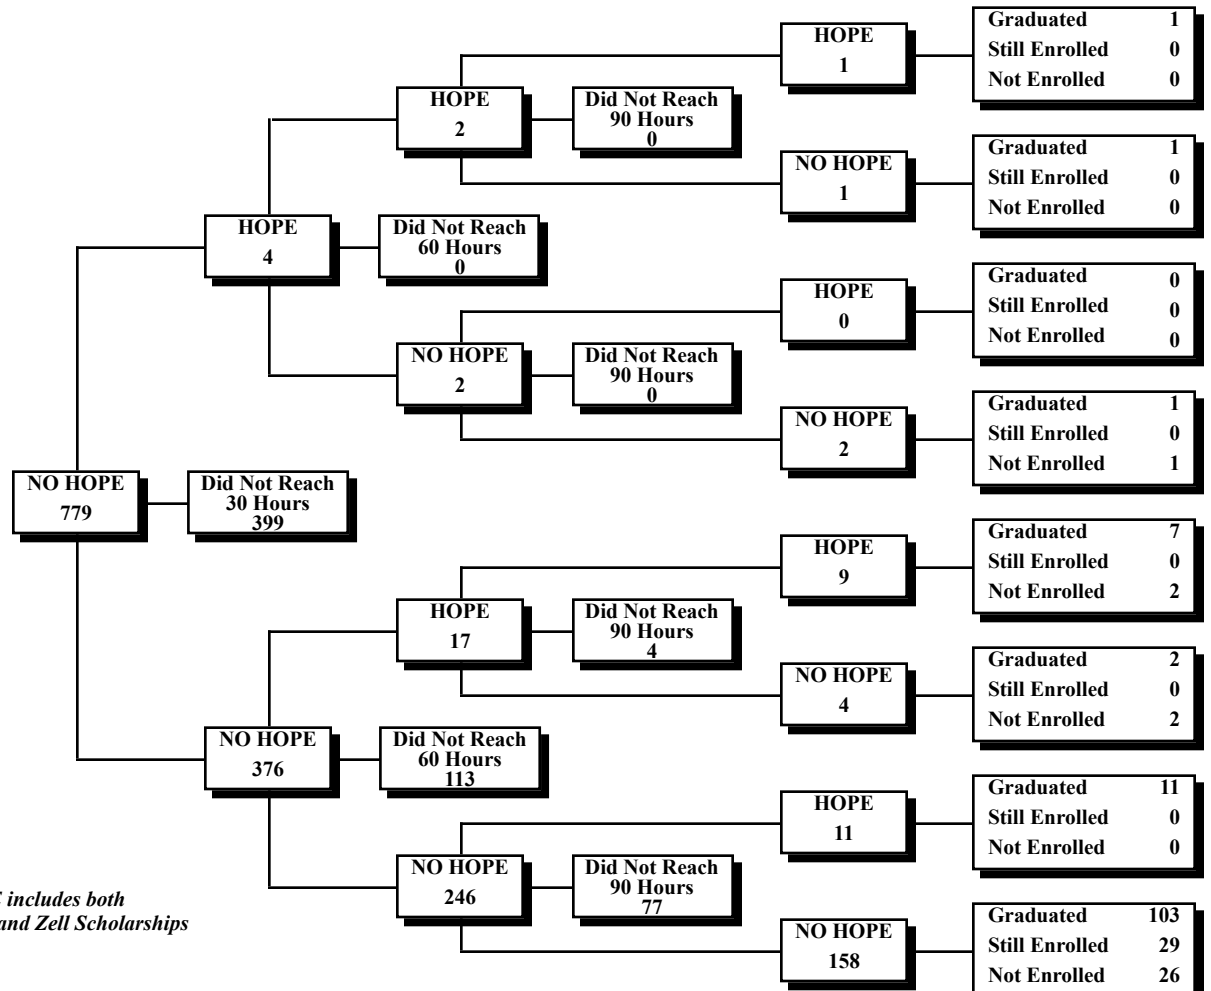 HOPE
1
Graduated 1
Still Enrolled 0
Not Enrolled 0
HOPE
2
Did Not Reach
90 Hours
0
NO HOPE
1
Graduated 1
Still Enrolled 0
Not Enrolled 0
HOPE
4
Did Not Reach
60 Hours
0
HOPE
0
Graduated 0
Still Enrolled 0
Not Enrolled 0
NO HOPE
2
Did Not Reach
90 Hours
0
NO HOPE
2
Graduated 1
Still Enrolled 0
Not Enrolled 1
NO HOPE
779
Did Not Reach
30 Hours
399
HOPE
9
Graduated 7
Still Enrolled 0
Not Enrolled 2
HOPE
17
Did Not Reach
90 Hours
4
NO HOPE
4
Graduated 2
Still Enrolled 0
Not Enrolled 2
NO HOPE
376
Did Not Reach
60 Hours
113
HOPE
11
Graduated 11
Still Enrolled 0
Not Enrolled 0
NO HOPE
246
Did Not Reach
90 Hours
77
NO HOPE
158
Graduated 103
Still Enrolled 29
Not Enrolled 26
includes both
and Zell Scholarships